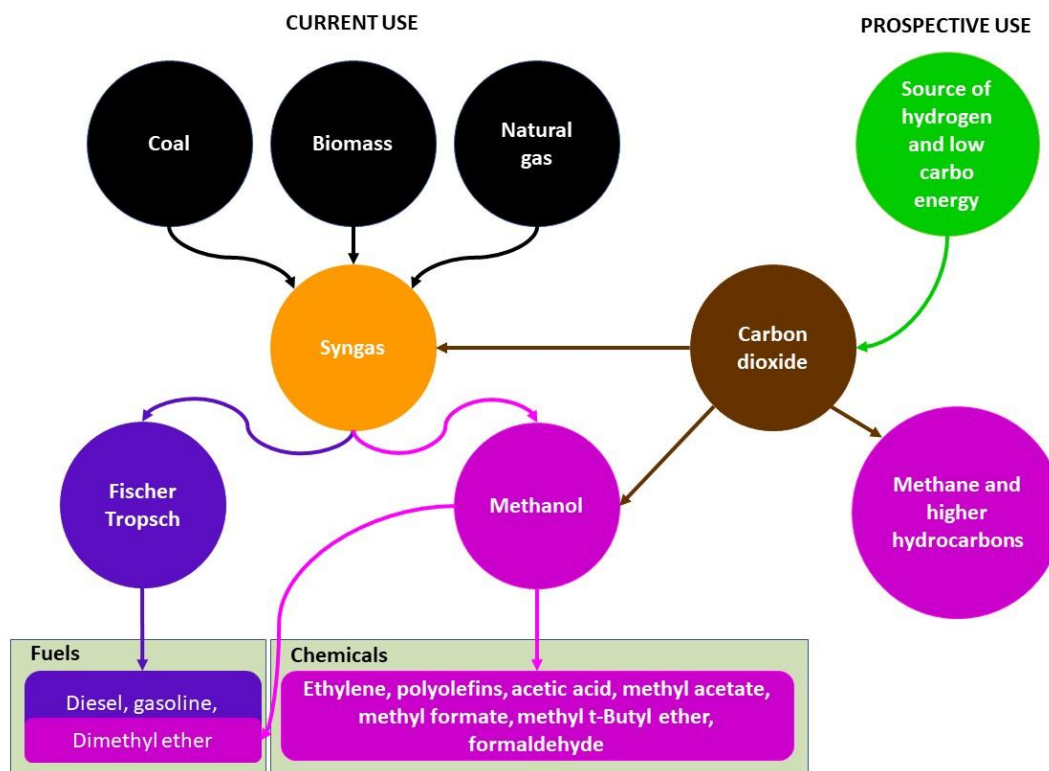 CURRENT USE
PROSPECTIVE USE
Coal
Biomass
Natural
gas
Source of
hydrogen
and low
carbo
energy
Syngas
Carbon
dioxide
Fischer
Tropsch
Methanol
Methane and
higher
hydrocarbons
Fuels
Diesel, gasoline,
Dimethyl ether
Chemicals
Ethylene, polyolefins, acetic acid, methyl acetate,
methyl formate, methyl t-Butyl ether,
formaldehyde